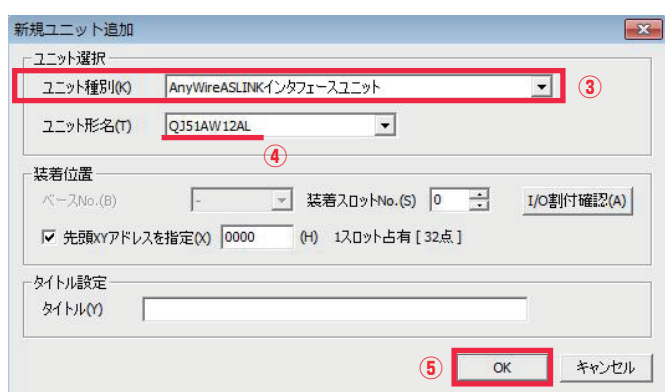 新規ユニット追加
ユニット選択
ユニット種別(K) AnyWireASLINKインタフェースユニット ③
ユニット形名(T) QJ51AW12AL
④
装着位置
ベースNo.(B) - 装着スロットNo.(S) 0 I/O割付確認(A)
先頭XYアドレスを指定(X) 0000 (H) 1スロット占有 [ 32点 ]
タイトル設定
タイトル(Y)
⑤ OK キャンセル